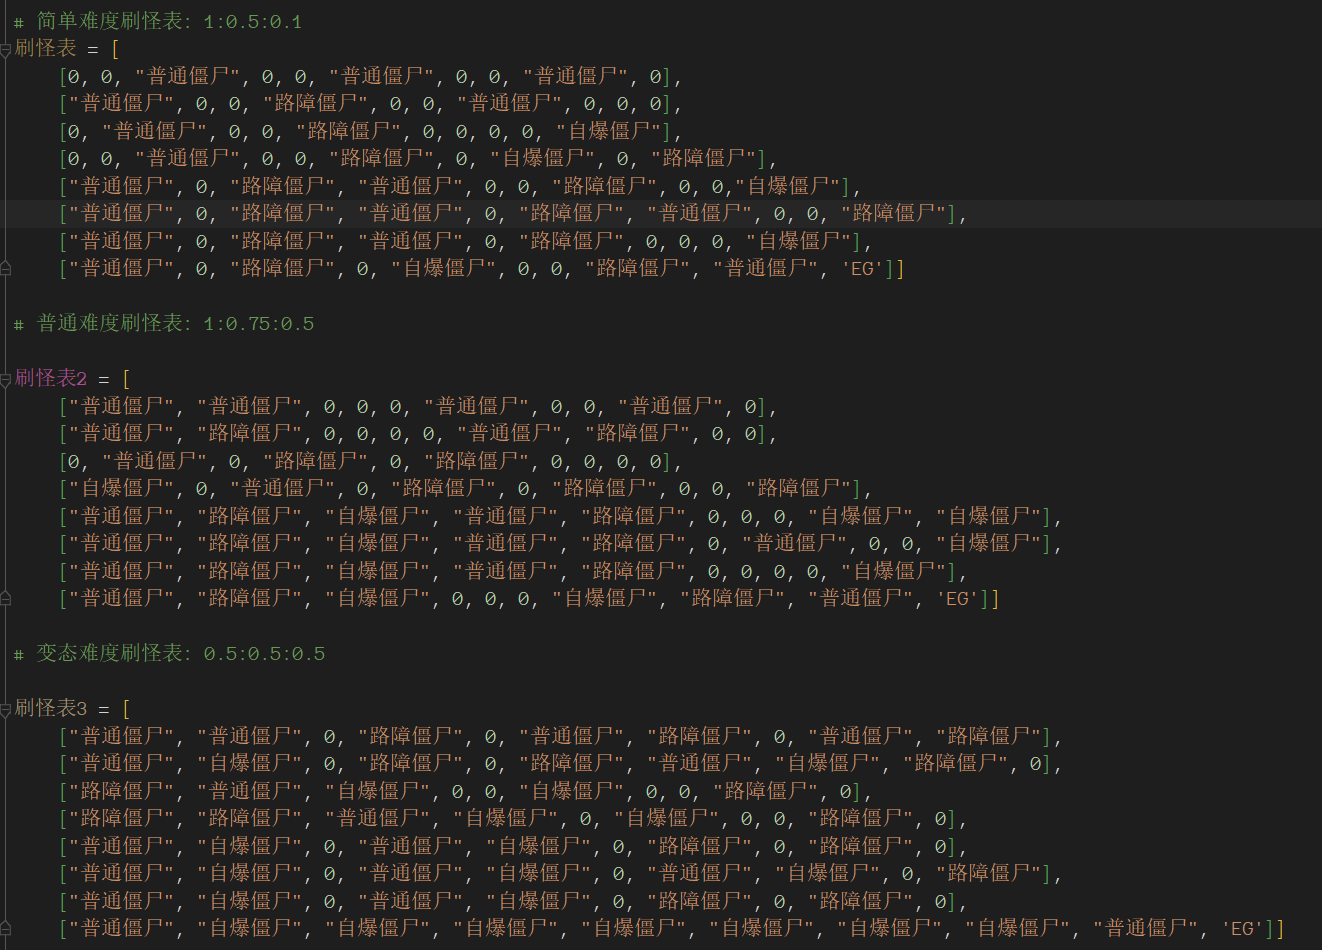 # 简单难度刷怪表: 1:0.5:0.1
刷怪表 = [
[0, 0, "普通僵尸", 0, 0, "普通僵尸", 0, 0, "普通僵尸", 0],
["普通僵尸", 0, 0, "路障僵尸", 0, 0, "普通僵尸", 0, 0, 0],
[0, "普通僵尸", 0, 0, "路障僵尸", 0, 0, 0, 0, "自爆僵尸"],
[0, 0, "普通僵尸", 0, 0, "路障僵尸", 0, "自爆僵尸", 0, "路障僵尸"],
["普通僵尸", 0, "路障僵尸", "普通僵尸", 0, 0, "路障僵尸", 0, 0,"自爆僵尸"],
["普通僵尸", 0, "路障僵尸", "普通僵尸", 0, "路障僵尸", "普通僵尸", 0, 0, "路障僵尸"],
["普通僵尸", 0, "路障僵尸", "普通僵尸", 0, "路障僵尸", 0, 0, 0, "自爆僵尸"],
["普通僵尸", 0, "路障僵尸", 0, "自爆僵尸", 0, 0, "路障僵尸", "普通僵尸", 'EG']]
# 普通难度刷怪表: 1:0.75:0.5
刷怪表2 = [
["普通僵尸", "普通僵尸", 0, 0, 0, "普通僵尸", 0, 0, "普通僵尸", 0],
["普通僵尸", "路障僵尸", 0, 0, 0, 0, "普通僵尸", "路障僵尸", 0, 0],
[0, "普通僵尸", 0, "路障僵尸", 0, "路障僵尸", 0, 0, 0, 0],
["自爆僵尸", 0, "普通僵尸", 0, "路障僵尸", 0, "路障僵尸", 0, 0, "路障僵尸"],
["普通僵尸", "路障僵尸", "自爆僵尸", "普通僵尸", "路障僵尸", 0, 0, 0, "自爆僵尸", "自爆僵尸"],
["普通僵尸", "路障僵尸", "自爆僵尸", "普通僵尸", "路障僵尸", 0, "普通僵尸", 0, 0, "自爆僵尸"],
["普通僵尸", "路障僵尸", "自爆僵尸", "普通僵尸", "路障僵尸", 0, 0, 0, 0, "自爆僵尸"],
["普通僵尸", "路障僵尸", "自爆僵尸", 0, 0, 0, "自爆僵尸", "路障僵尸", "普通僵尸", 'EG']]
# 变态难度刷怪表: 0.5:0.5:0.5
刷怪表3 = [
["普通僵尸", "普通僵尸", 0, "路障僵尸", 0, "普通僵尸", "路障僵尸", 0, "普通僵尸", "路障僵尸"],
["普通僵尸", "自爆僵尸", 0, "路障僵尸", 0, "路障僵尸", "普通僵尸", "自爆僵尸", "路障僵尸", 0],
["路障僵尸", "普通僵尸", "自爆僵尸", 0, 0, "自爆僵尸", 0, 0, "路障僵尸", 0],
["路障僵尸", "路障僵尸", "普通僵尸", "自爆僵尸", 0, "自爆僵尸", 0, 0, "路障僵尸", 0],
["普通僵尸", "自爆僵尸", 0, "普通僵尸", "自爆僵尸", 0, "路障僵尸", 0, "路障僵尸", 0],
["普通僵尸", "自爆僵尸", 0, "普通僵尸", "自爆僵尸", 0, "普通僵尸", "自爆僵尸", 0, "路障僵尸"],
["普通僵尸", "自爆僵尸", 0, "普通僵尸", "自爆僵尸", 0, "路障僵尸", 0, "路障僵尸", 0],
["普通僵尸", "自爆僵尸", "自爆僵尸", "自爆僵尸", "自爆僵尸", "自爆僵尸", "自爆僵尸", "自爆僵尸", "普通僵尸", 'EG']]